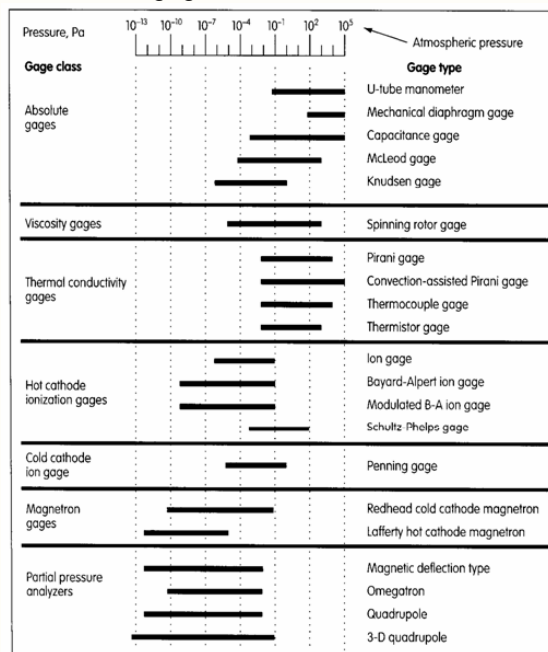 Pressure, Pa 10⁻¹³ 10⁻¹⁰ 10⁻⁷ 10⁻⁴ 10⁻¹ 10² 10⁵
Atmospheric pressure
Gage class Gage type
U-tube manometer
Absolute gages
Mechanical diaphragm gage
Capacitance gage
McLeod gage
Knudsen gage
Viscosity gages Spinning rotor gage
Pirani gage
Thermal conductivity gages
Convection-assisted Pirani gage
Thermocouple gage
Thermistor gage
Ion gage
Hot cathode ionization gages
Bayard-Alpert ion gage
Modulated B-A ion gage
Schultz-Phelps gage
Cold cathode ion gage
Penning gage
Magnetron gages
Redhead cold cathode magnetron
Lafferty hot cathode magnetron
Partial pressure analyzers
Magnetic deflection type
Omegatron
Quadrupole
3-D quadrupole